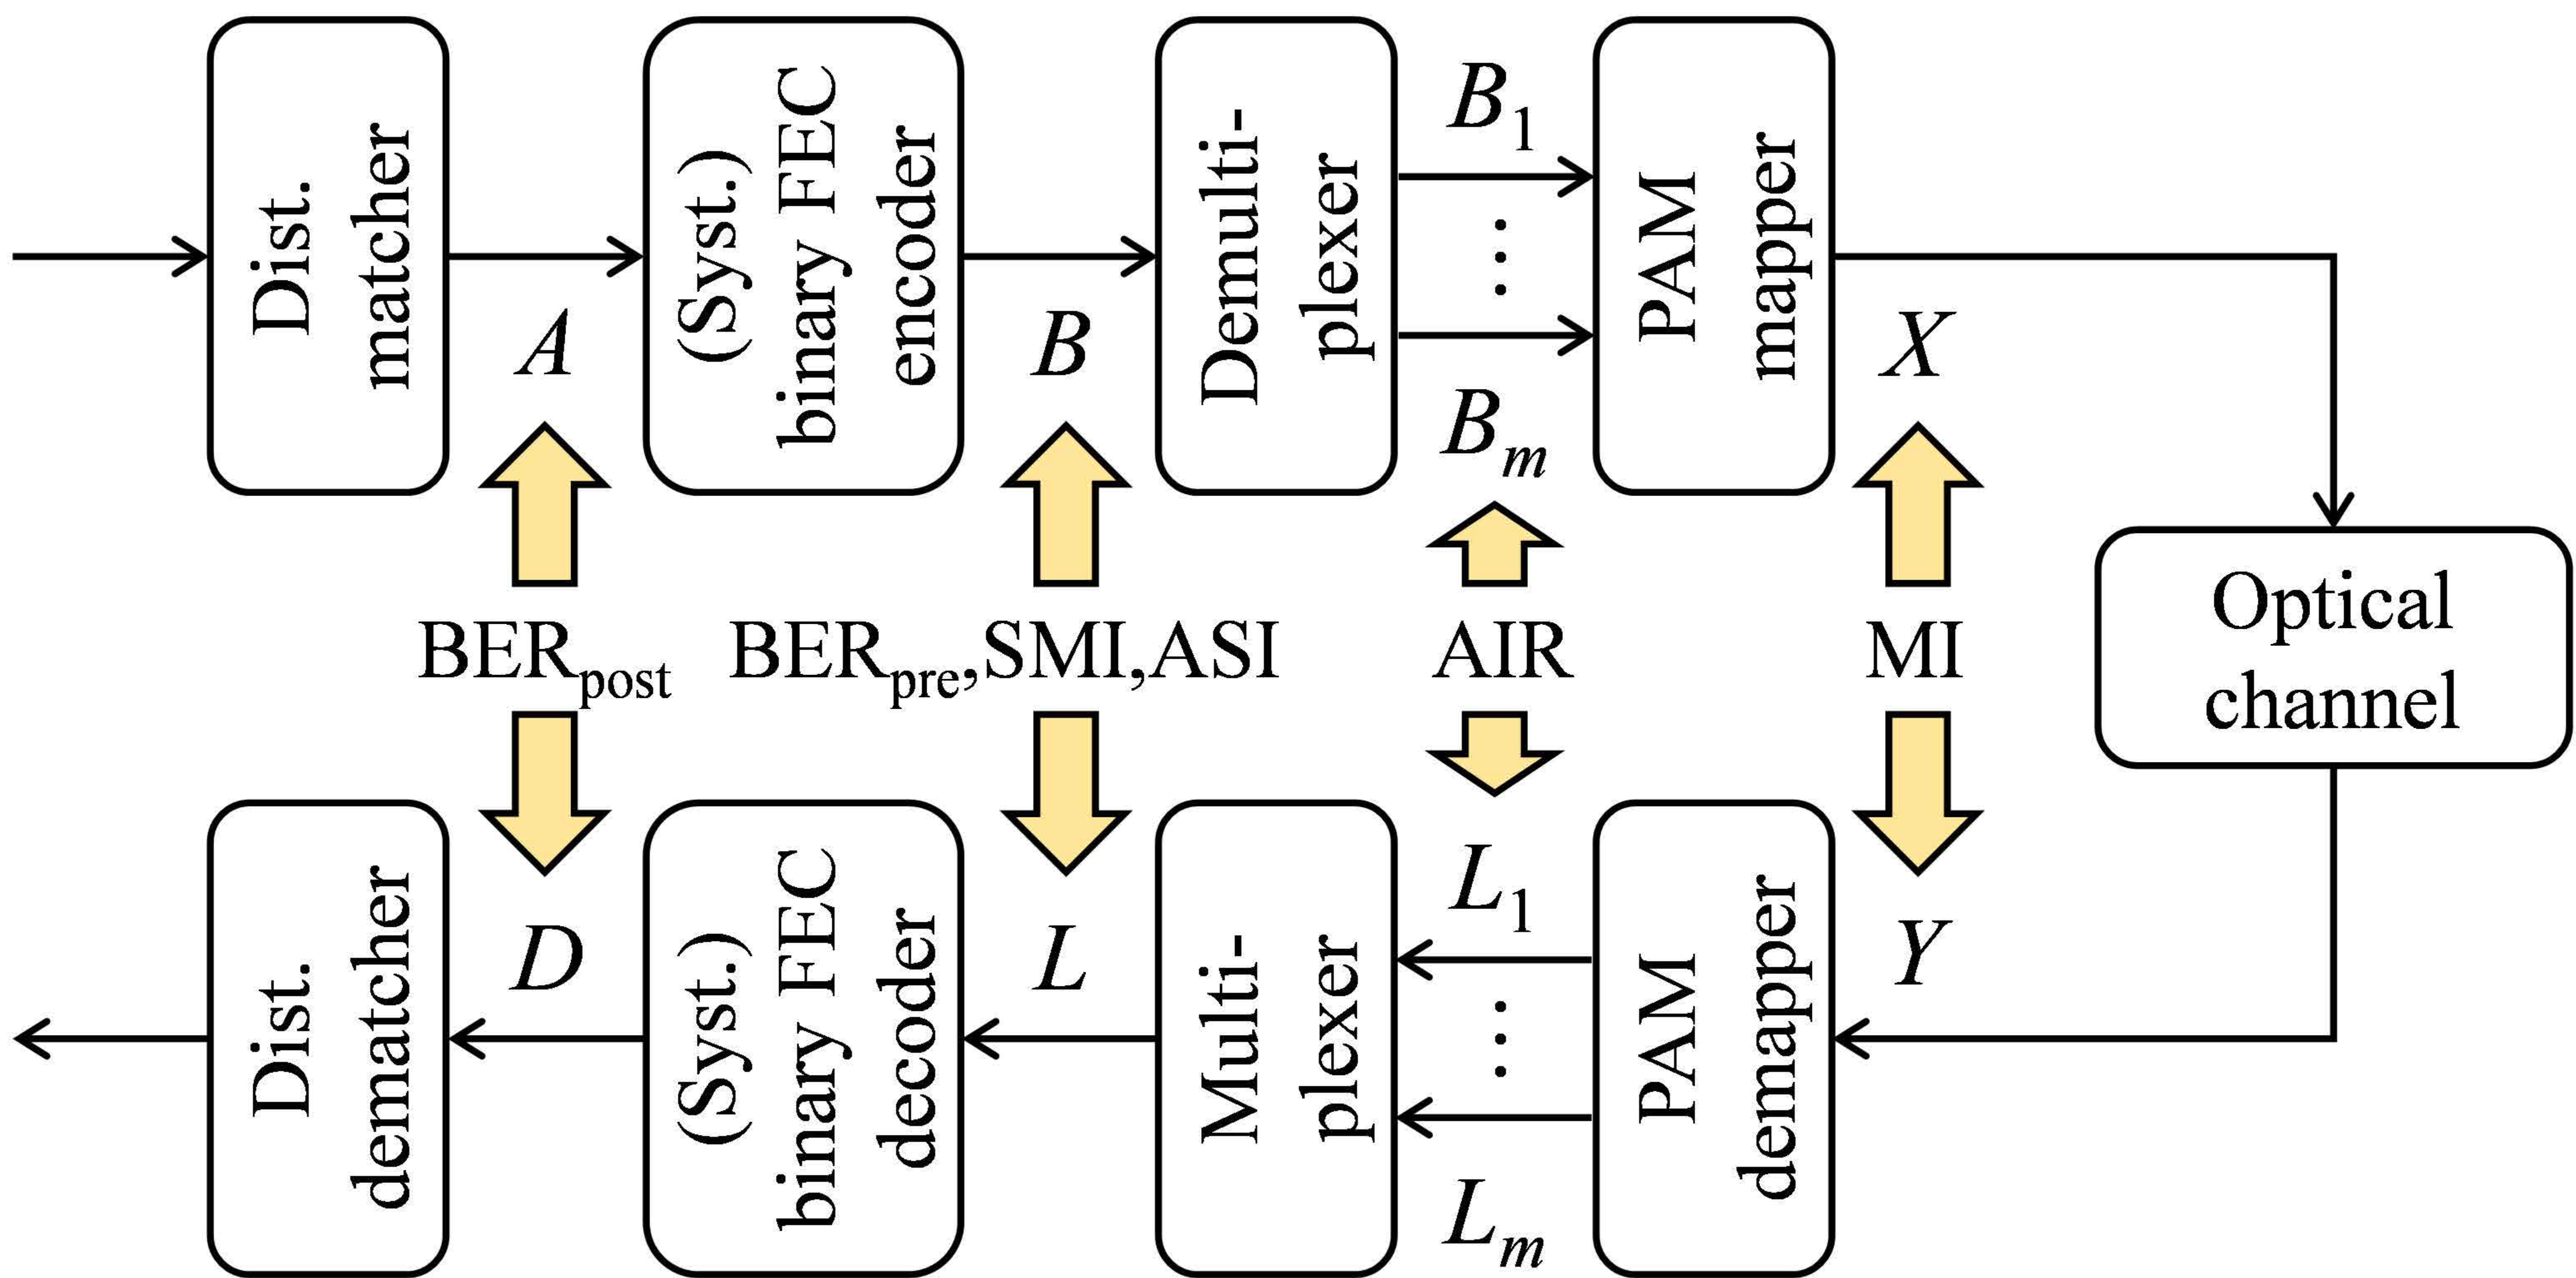 Dist.
matcher
A
(Syst.)
binary FEC
encoder
B
Demulti-
plexer
B1
⋮
Bm
PAM
mapper
X
Optical
channel
BERpost
BERpre,SMI,ASI
AIR
MI
Dist.
dematcher
D
(Syst.)
binary FEC
decoder
L
Multi-
plexer
L1
⋮
Lm
PAM
demapper
Y